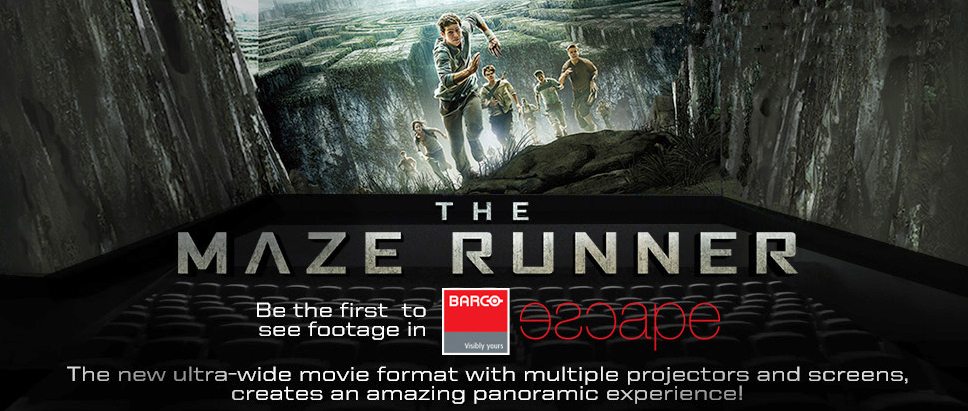 THE
MAZE RUNNER
Be the first to
see footage in
BARCO
Visibly yours
escape
The new ultra-wide movie format with multiple projectors and screens,
creates an amazing panoramic experience!